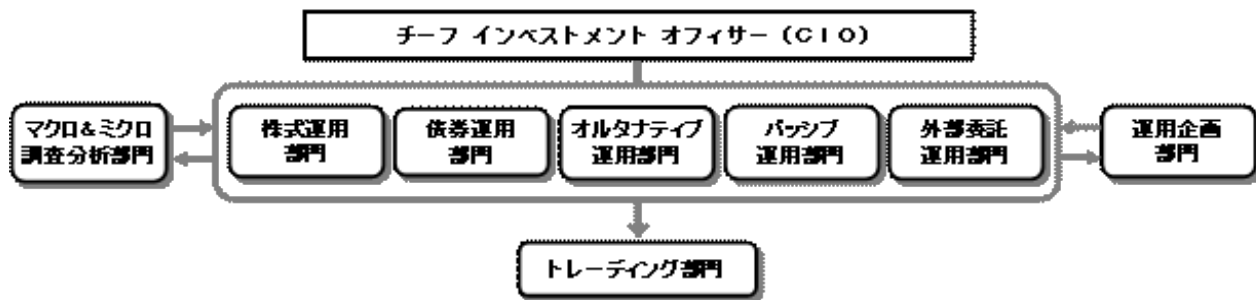 チーフ インベストメント オフィサー (CIO)
マクロ&ミクロ
調査分析部門
株式運用
部門
債券運用
部門
オルタナティブ
運用部門
パッシブ
運用部門
外部委託
運用部門
運用企画
部門
トレーディング部門